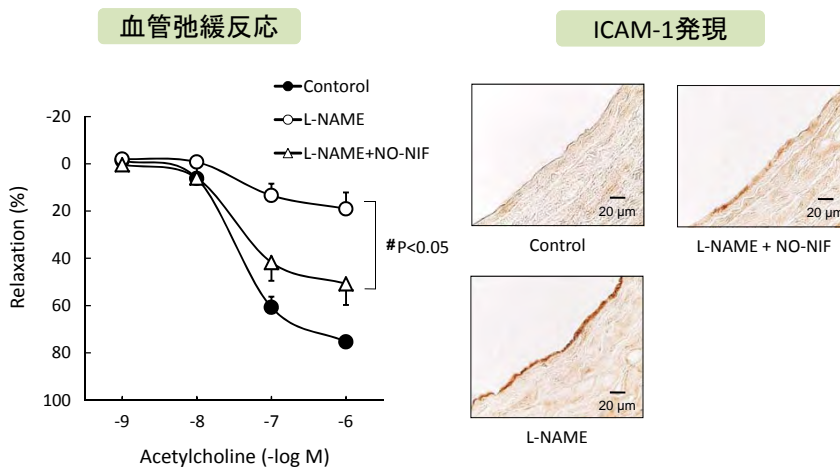 血管弛緩反応
Contorol
L-NAME
L-NAME+NO-NIF
-20
0
20
40
60
80
100
Relaxation (%)
#P<0.05
-9
-8
-7
-6
Acetylcholine (-log M)
ICAM-1発現
20 µm
Control
20 µm
L-NAME + NO-NIF
20 µm
L-NAME